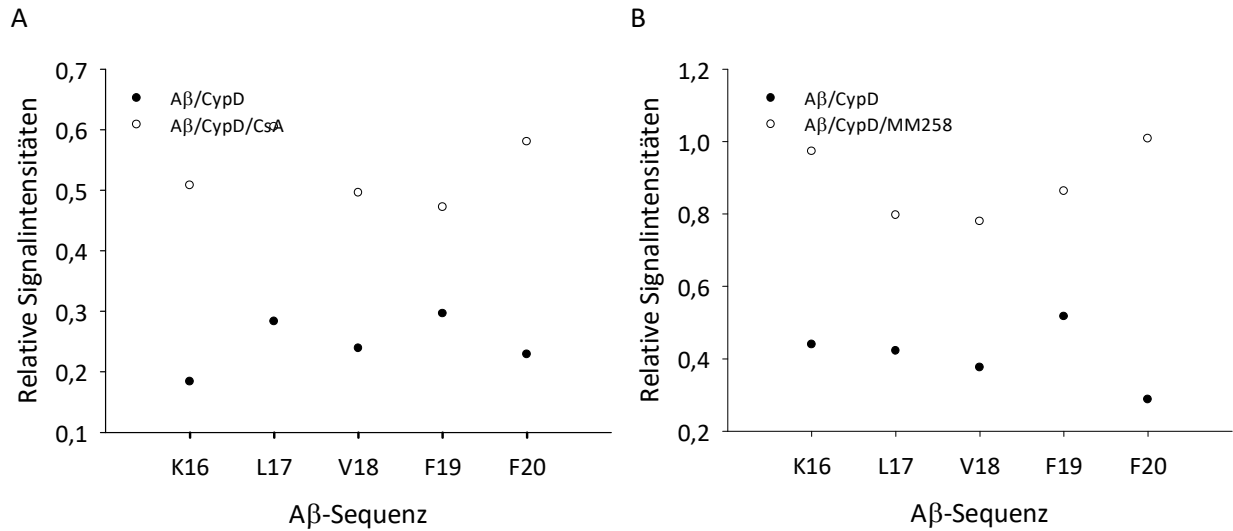 A
Relative Signalintensitäten
0,7
0,6
0,5
0,4
0,3
0,2
0,1
Aβ/CypD
Aβ/CypD/CsA
K16 L17 V18 F19 F20
Aβ-Sequenz
B
Relative Signalintensitäten
1,2
1,0
0,8
0,6
0,4
0,2
Aβ/CypD
Aβ/CypD/MM258
K16 L17 V18 F19 F20
Aβ-Sequenz